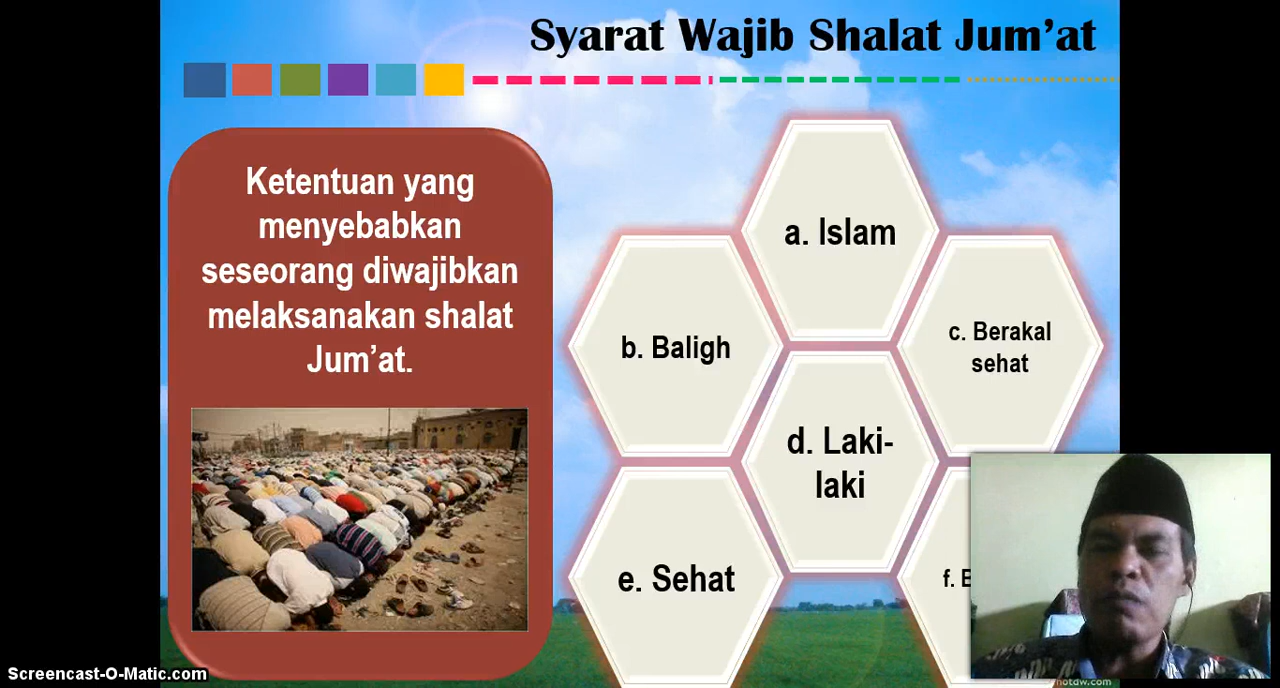 Syarat Wajib Shalat Jum’at
Ketentuan yang
menyebabkan
seseorang diwajibkan
melaksanakan shalat
Jum’at.
a. Islam
b. Baligh
c. Berakal
sehat
d. Laki-
laki
e. Sehat
f.
Screencast-O-Matic.com